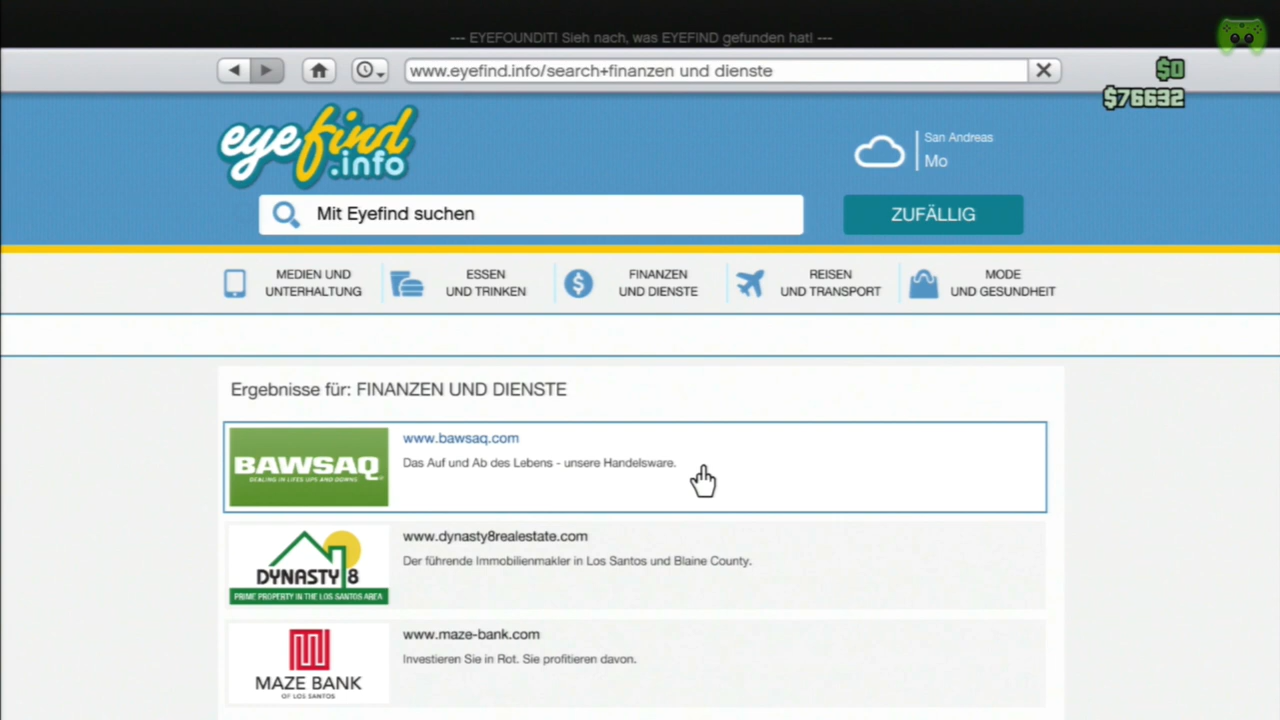 --- EYEFOUNDIT! Sieh nach, was EYEFIND gefunden hat! ---
www.eyefind.info/search+finanzen und dienste
$0
$76632
eyefind
.info
San Andreas
Mo
Mit Eyefind suchen
ZUFÄLLIG
MEDIEN UND
UNTERHALTUNG
ESSEN
UND TRINKEN
FINANZEN
UND DIENSTE
REISEN
UND TRANSPORT
MODE
UND GESUNDHEIT
Ergebnisse für: FINANZEN UND DIENSTE
BAWSAQ
DEALING IN LIFES UPS AND DOWNS
www.bawsaq.com
Das Auf und Ab des Lebens - unsere Handelsware.
DYNASTY 8
PRIME PROPERTY IN THE LOS SANTOS AREA
www.dynasty8realestate.com
Der führende Immobilienmakler in Los Santos und Blaine County.
MAZE BANK
OF LOS SANTOS
www.maze-bank.com
Investieren Sie in Rot. Sie profitieren davon.